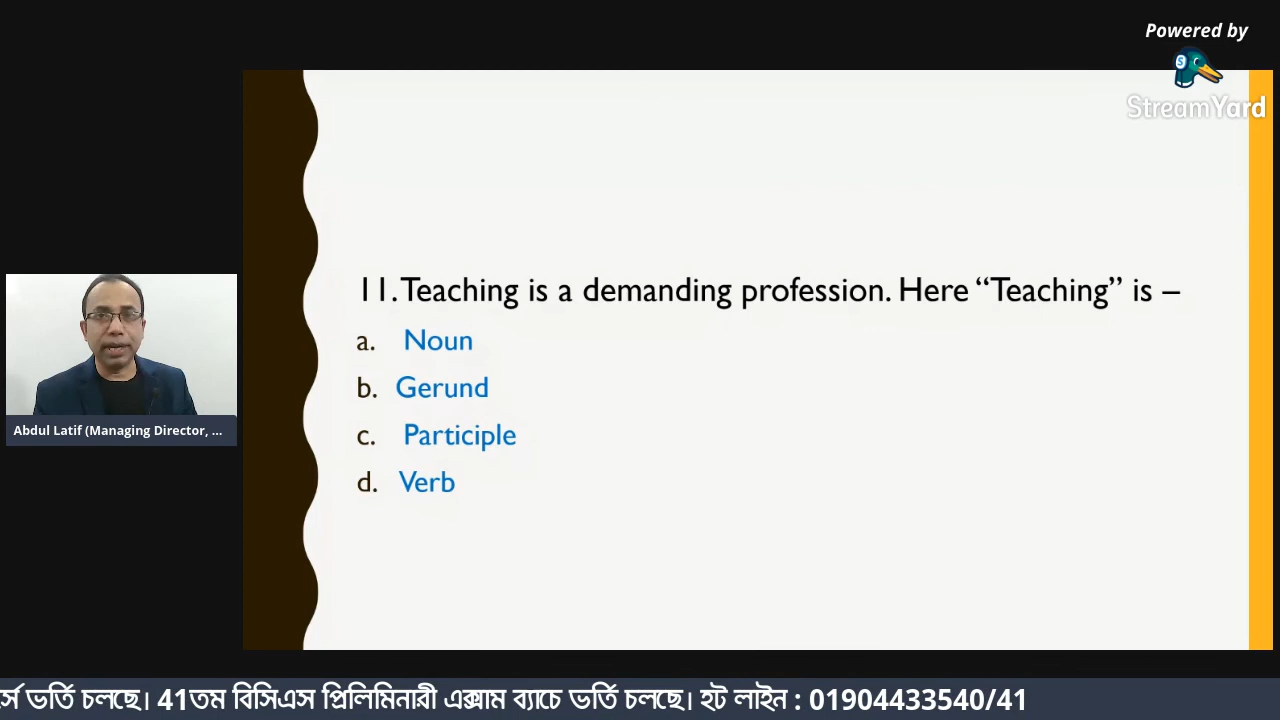 Powered by
StreamYard
11. Teaching is a demanding profession. Here “Teaching” is –
a. Noun
b. Gerund
c. Participle
d. Verb
Abdul Latif (Managing Director, ...
র্সে ভর্তি চলছে। 41তম বিসিএস প্রিলিমিনারী এক্সাম ব্যাচে ভর্তি চলছে। হট লাইন : 01904433540/41